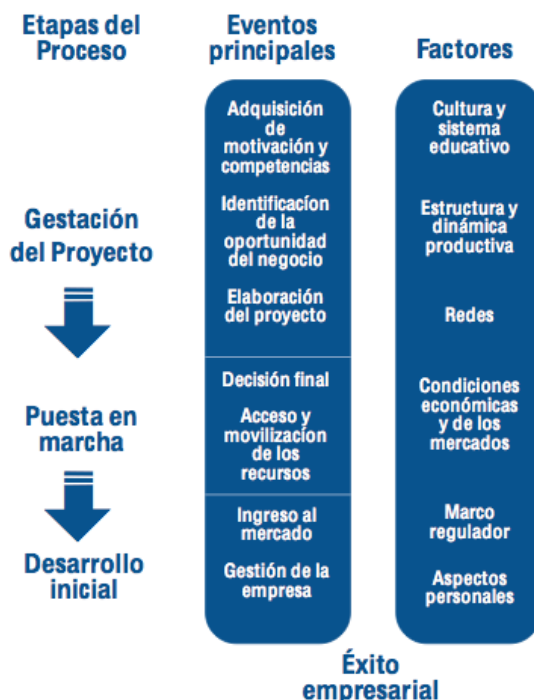 Etapas del
Proceso
Gestación
del Proyecto
Puesta en
marcha
Desarrollo
inicial
Eventos
principales
Adquisición
de
motivación y
competencias
Identificacíon
de la
oportunidad
del negocio
Elaboración
del proyecto
Decisión final
Acceso y
movilizacíon
de los
recursos
Ingreso al
mercado
Gestión de la
empresa
Factores
Cultura y
sistema
educativo
Estructura y
dinámica
productiva
Redes
Condiciones
económicas
y de los
mercados
Marco
regulador
Aspectos
personales
Éxito
empresarial